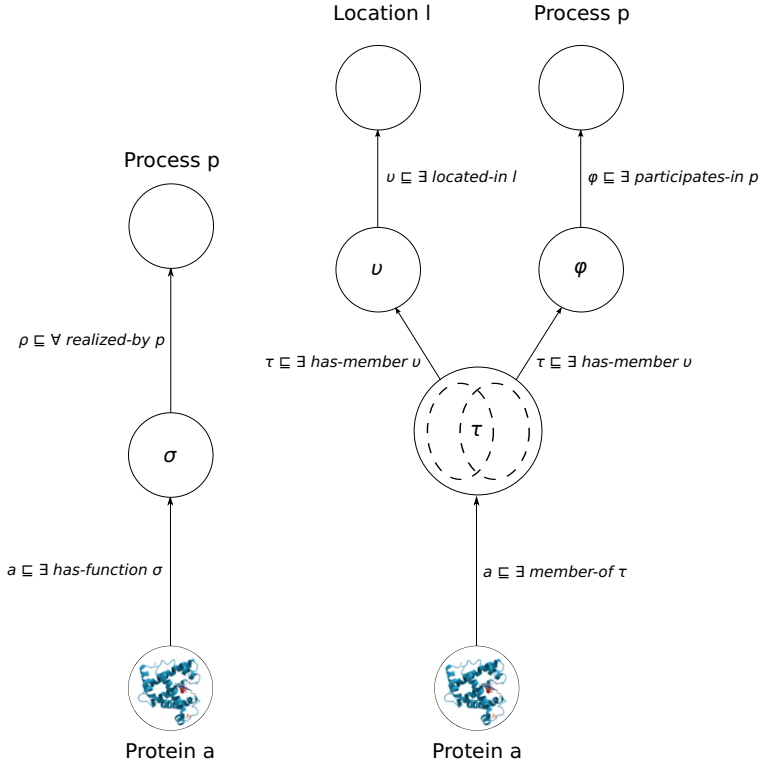 Location l
Process p
Process p
υ ⊑ ∃ located-in l
φ ⊑ ∃ participates-in p
υ
φ
ρ ⊑ ∀ realized-by p
τ ⊑ ∃ has-member υ
τ ⊑ ∃ has-member υ
τ
σ
a ⊑ ∃ has-function σ
a ⊑ ∃ member-of τ
Protein a
Protein a